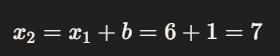 x₂ = x₁ + b = 6 + 1 = 7